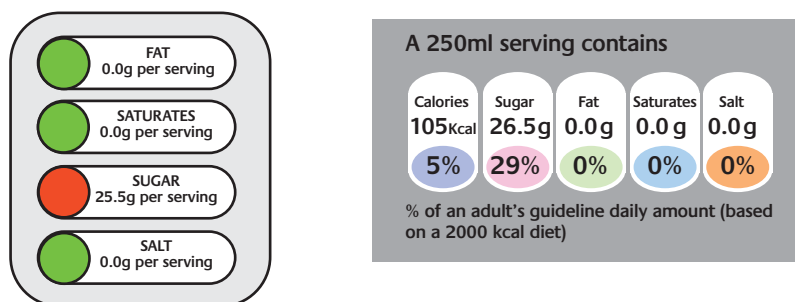 FAT
0.0g per serving
SATURATES
0.0g per serving
SUGAR
25.5g per serving
SALT
0.0g per serving
A 250ml serving contains
Calories Sugar Fat Saturates Salt
105Kcal 26.5g 0.0g 0.0 g 0.0g
5% 29% 0% 0% 0%
% of an adult’s guideline daily amount (based
on a 2000 kcal diet)